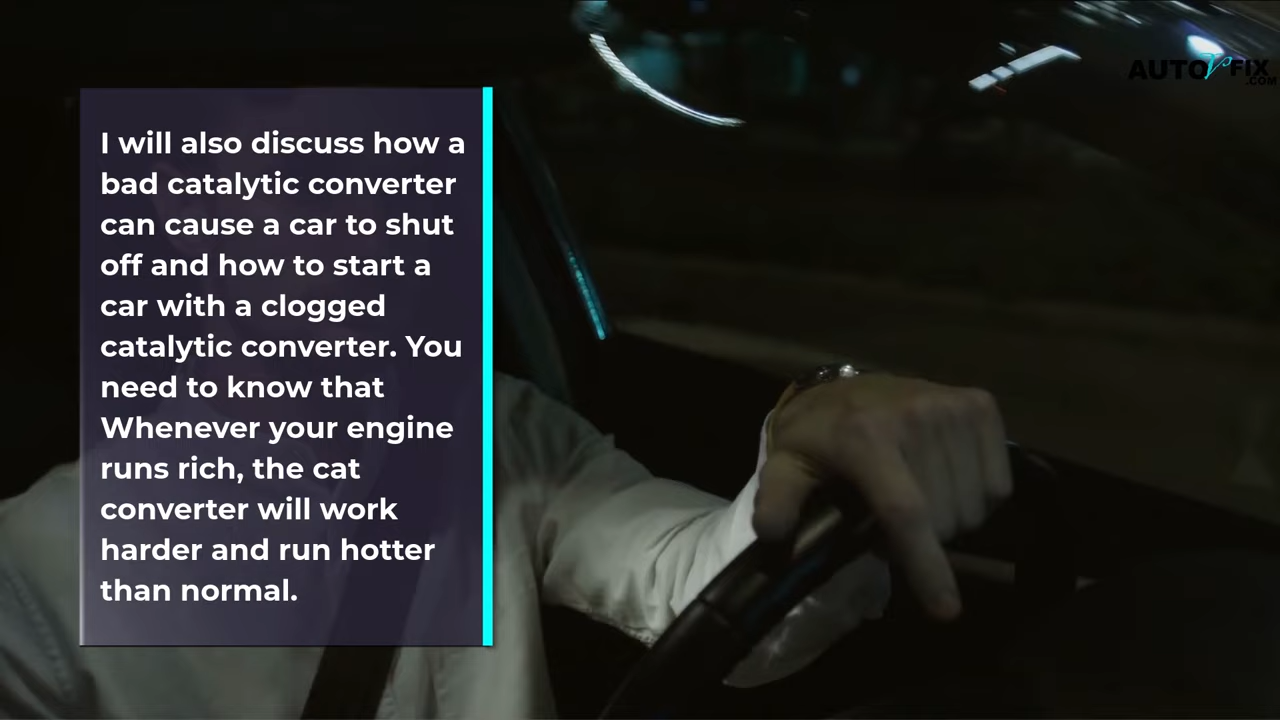 I will also discuss how a
bad catalytic converter
can cause a car to shut
off and how to start a
car with a clogged
catalytic converter. You
need to know that
Whenever your engine
runs rich, the cat
converter will work
harder and run hotter
than normal.
AUTO FIX
.COM